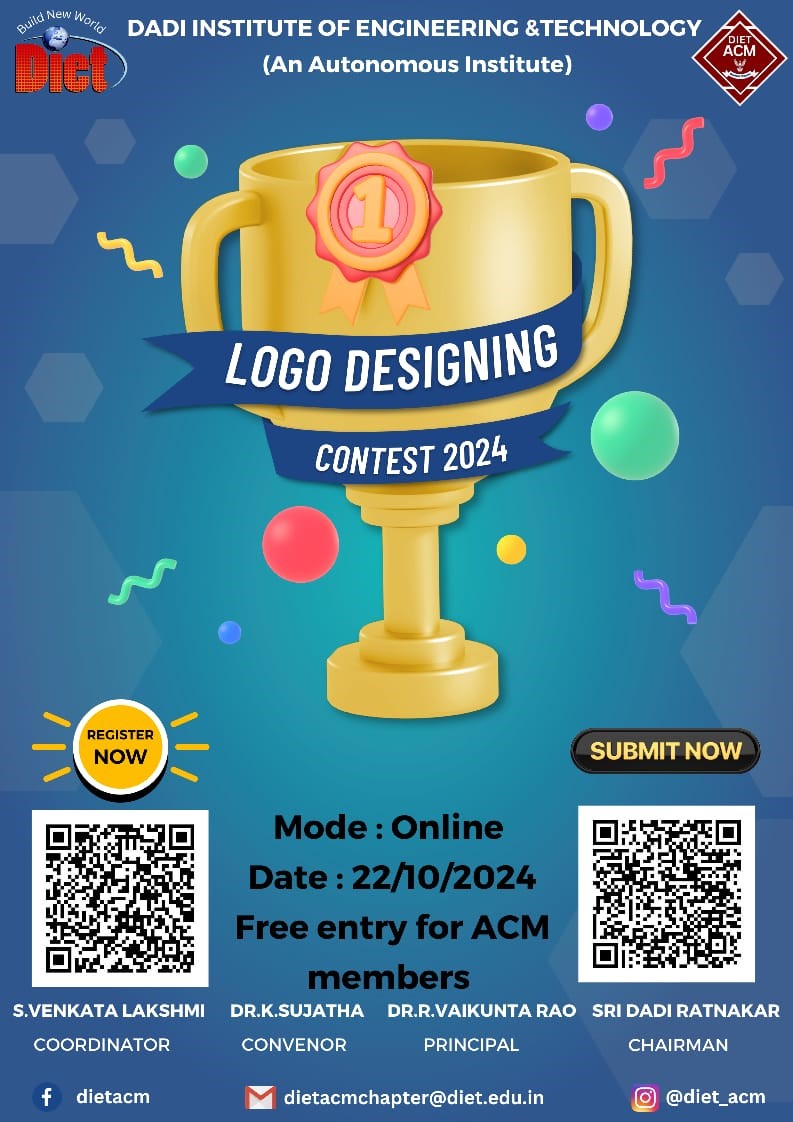 Build New World
Diet
DADI INSTITUTE OF ENGINEERING &TECHNOLOGY
(An Autonomous Institute)
DIET
ACM
1
LOGO DESIGNING
CONTEST 2024
REGISTER
NOW
SUBMIT NOW
Mode : Online
Date : 22/10/2024
Free entry for ACM
members
S.VENKATA LAKSHMI DR.K.SUJATHA DR.R.VAIKUNTA RAO SRI DADI RATNAKAR
COORDINATOR CONVENOR PRINCIPAL CHAIRMAN
dietacm dietacmchapter@diet.edu.in @diet_acm